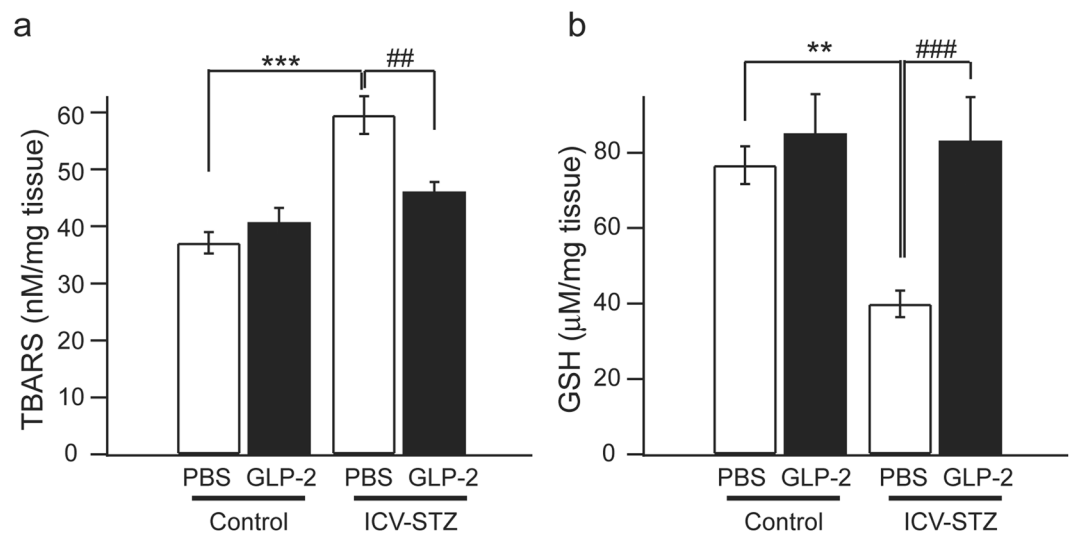 a
*** ##
TBARS (nM/mg tissue)
60
50
40
30
20
10
0
PBS GLP-2 PBS GLP-2
Control ICV-STZ
b
** ###
GSH (μM/mg tissue)
80
60
40
20
0
PBS GLP-2 PBS GLP-2
Control ICV-STZ